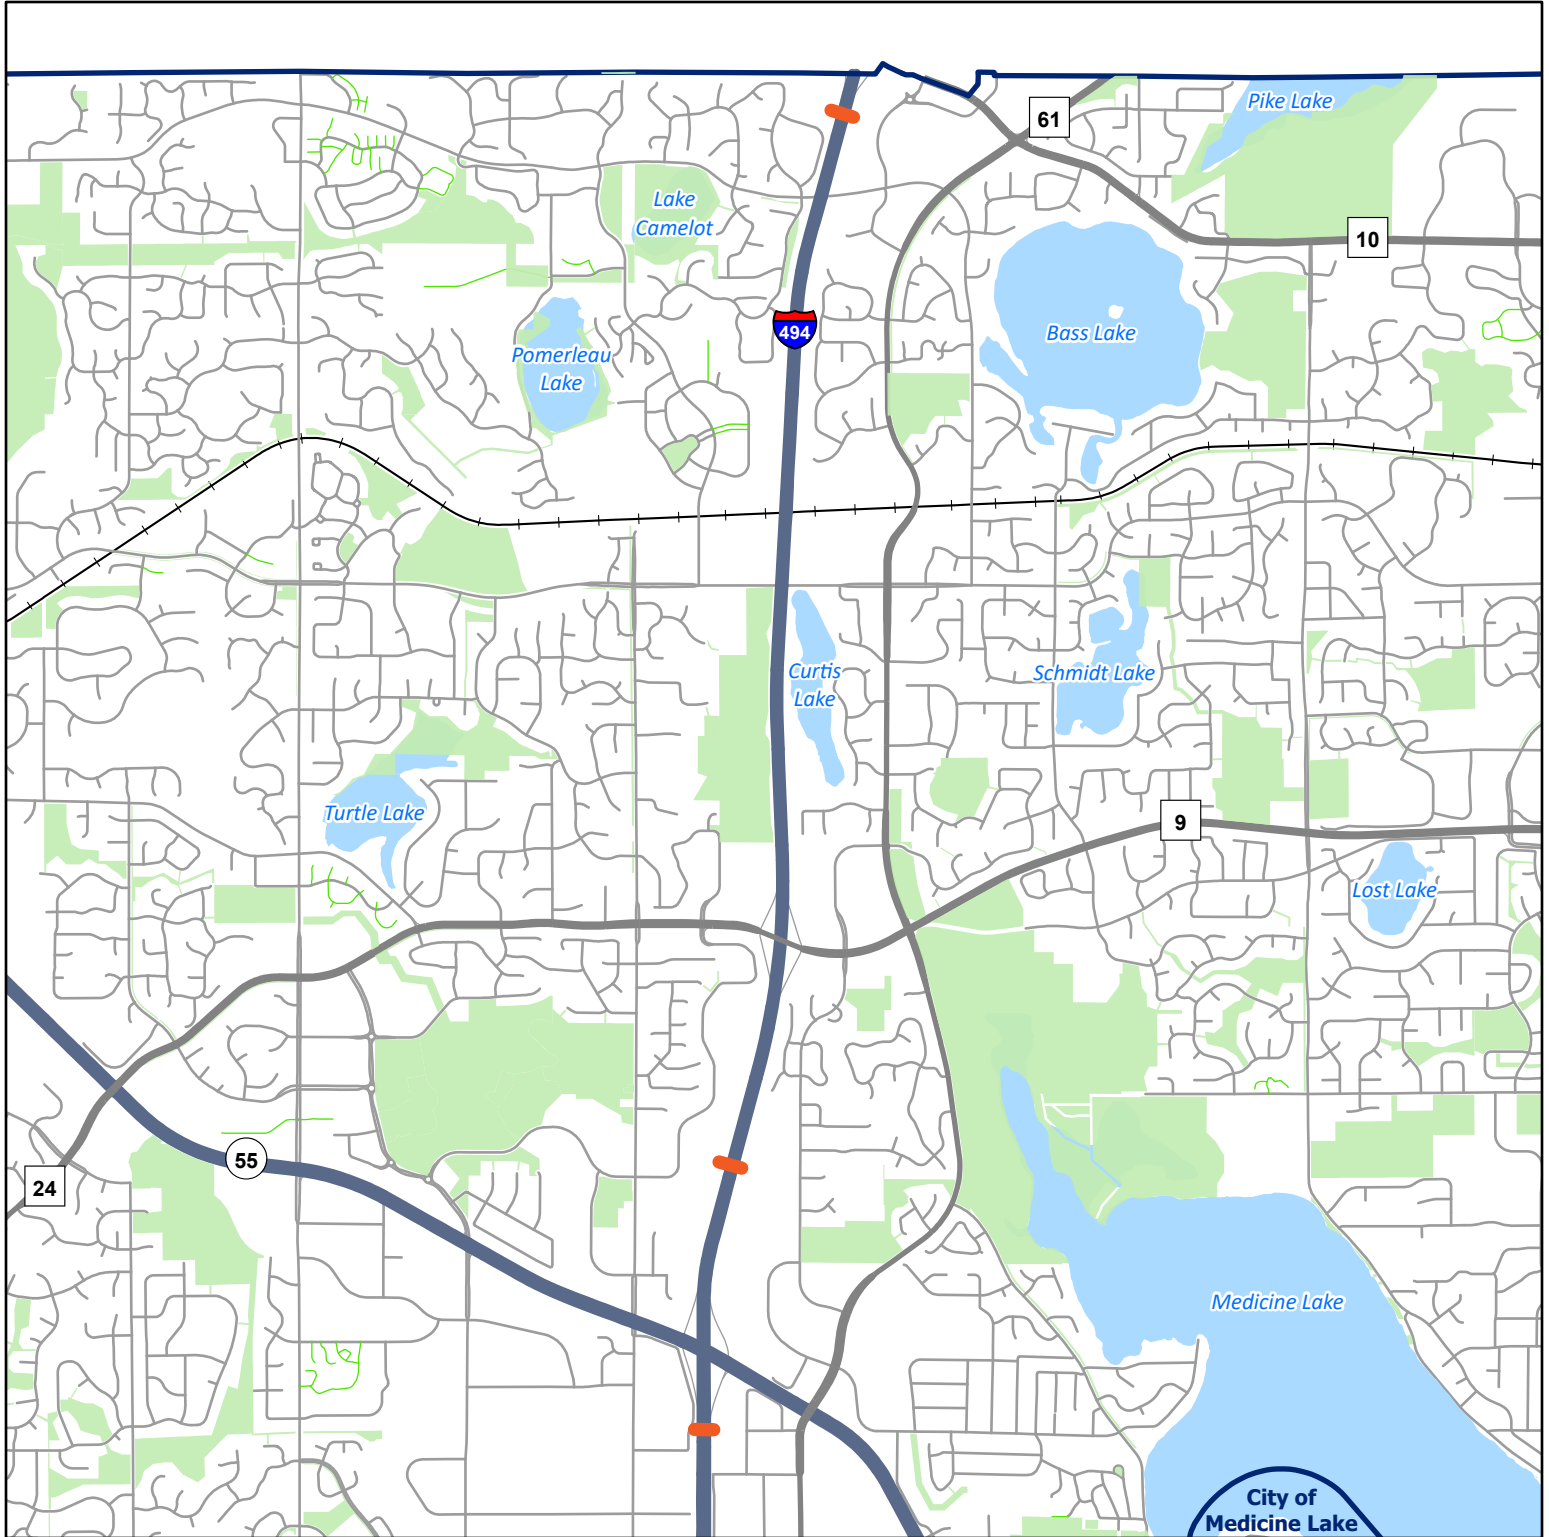 Pike Lake
61
Lake
Camelot
10
494
Bass Lake
Pomerleau
Lake
Curtis
Lake
Schmidt Lake
Turtle Lake
9
Lost Lake
55
24
Medicine Lake
City of
Medicine Lake